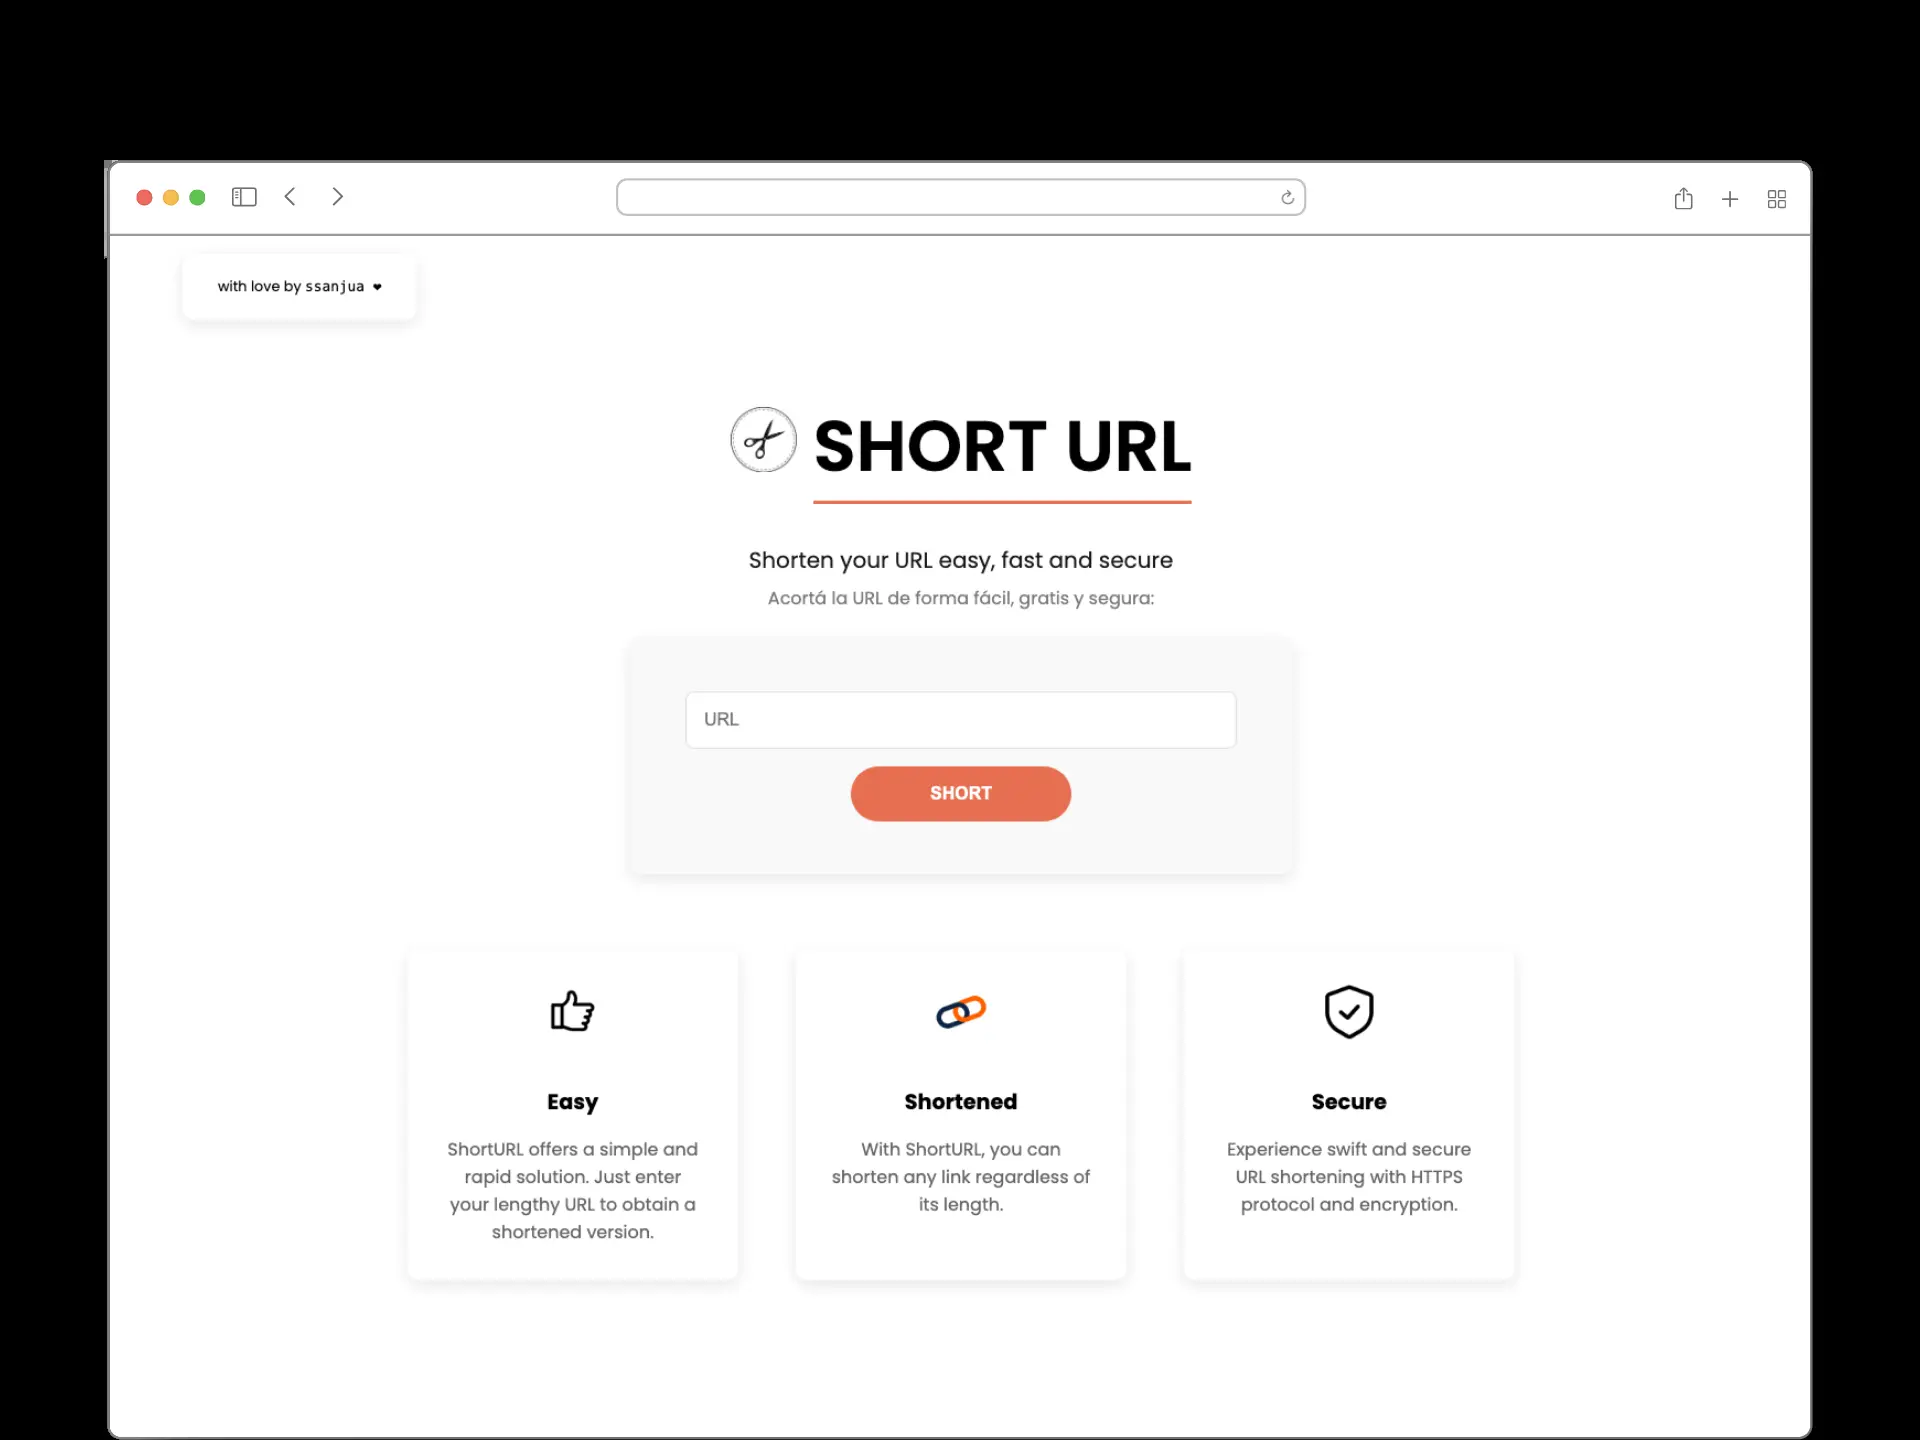 with love by ssanjua ❤
SHORT URL
Shorten your URL easy, fast and secure
Acortá la URL de forma fácil, gratis y segura:
URL
SHORT
Easy
ShortURL offers a simple and
rapid solution. Just enter
your lengthy URL to obtain a
shortened version.
Shortened
With ShortURL, you can
shorten any link regardless of
its length.
Secure
Experience swift and secure
URL shortening with HTTPS
protocol and encryption.